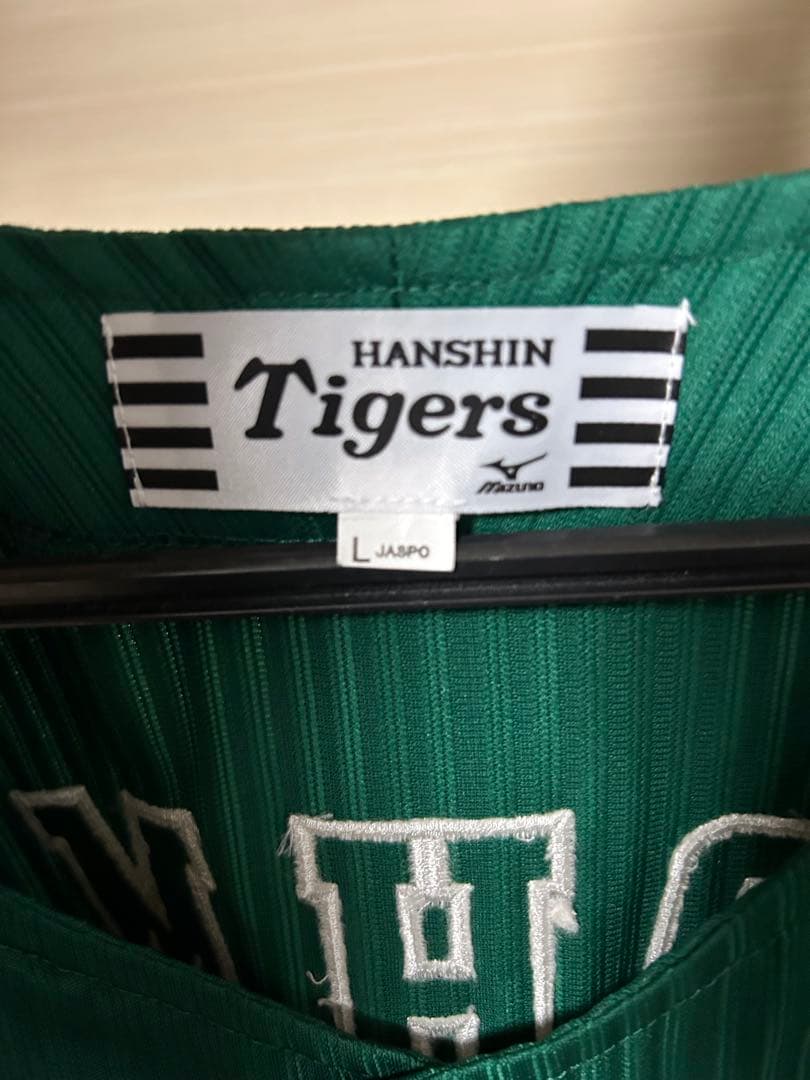 HANSHIN
Tigers
MIZUNO
L JASPO